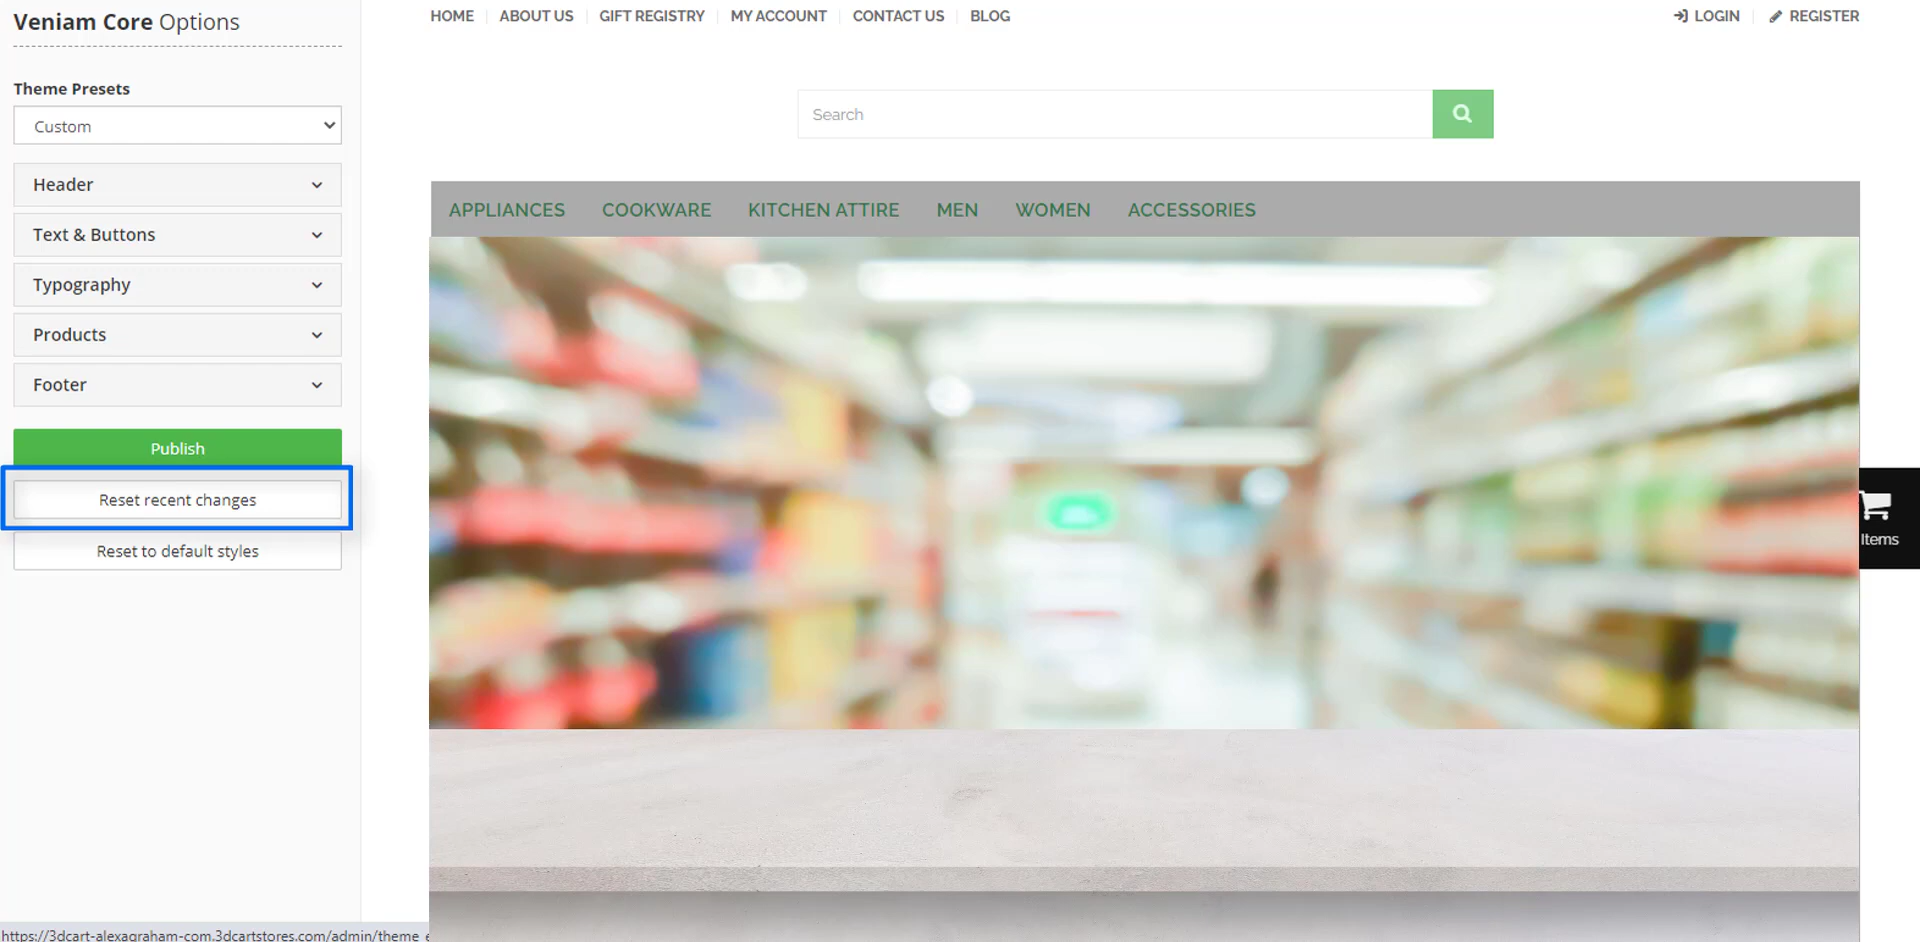 Veniam Core Options
Theme Presets
Custom
Header
Text & Buttons
Typography
Products
Footer
Publish
Reset recent changes
Reset to default styles
https://3dcart-alexagraham-com.3dcartstores.com/admin/theme_e
HOME ABOUT US GIFT REGISTRY MY ACCOUNT CONTACT US BLOG
LOGIN REGISTER
Search
APPLIANCES COOKWARE KITCHEN ATTIRE MEN WOMEN ACCESSORIES
Items